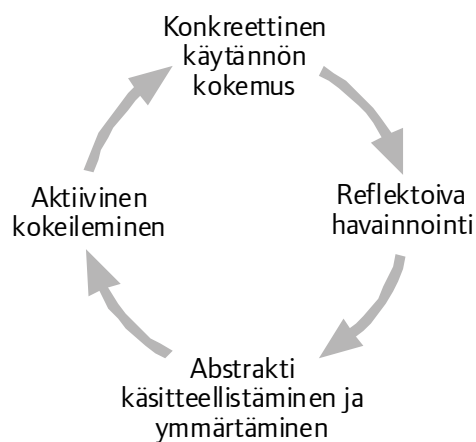 Konkreettinen
käytännön
kokemus
Reflektoiva
havainnointi
Abstrakti
käsitteellistäminen ja
ymmärtäminen
Aktiivinen
kokeileminen